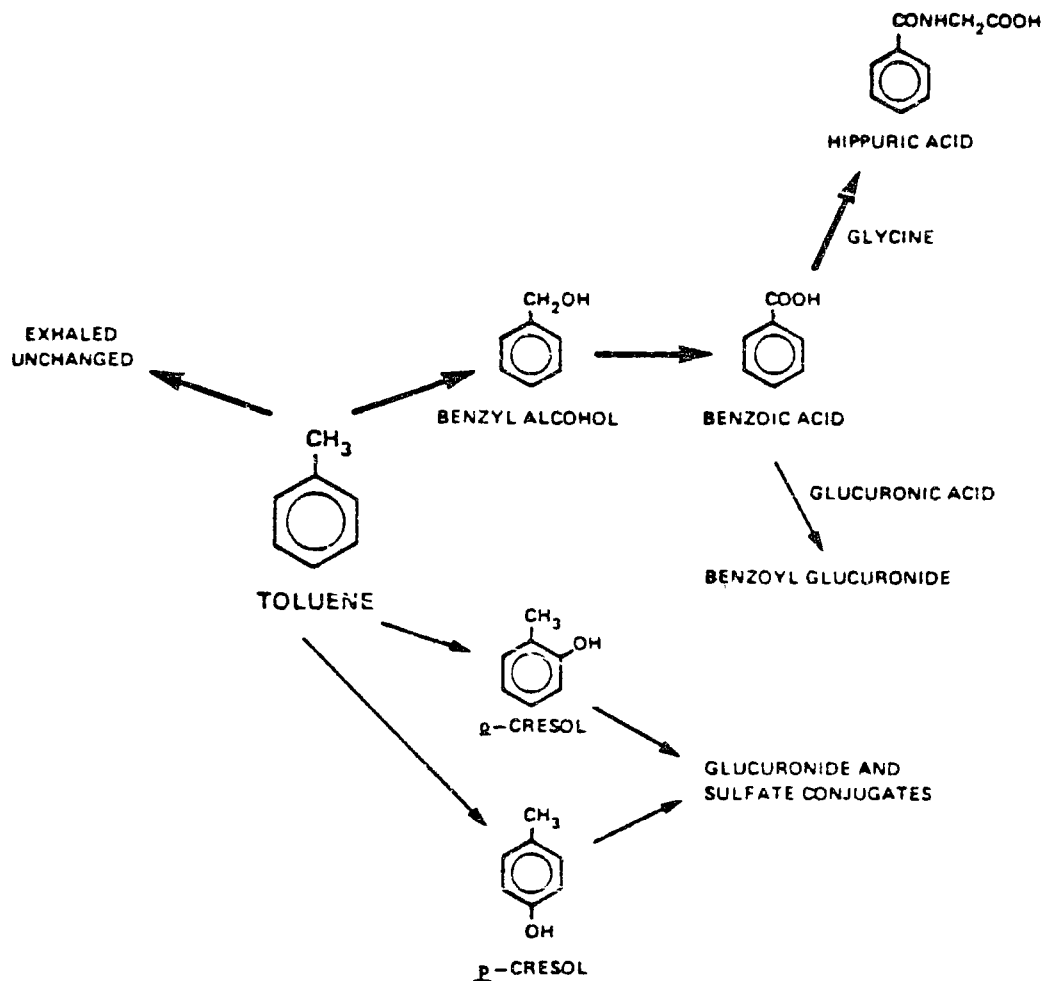 CONHCH2COOH
HIPPURIC ACID
GLYCINE
CH2OH
COOH
EXHALED
UNCHANGED
BENZYL ALCOHOL
BENZOIC ACID
CH3
GLUCURONIC ACID
BENZOYL GLUCURONIDE
TOLUENE
CH3
OH
o-CRESOL
GLUCURONIDE AND
SULFATE CONJUGATES
CH3
OH
p-CRESOL